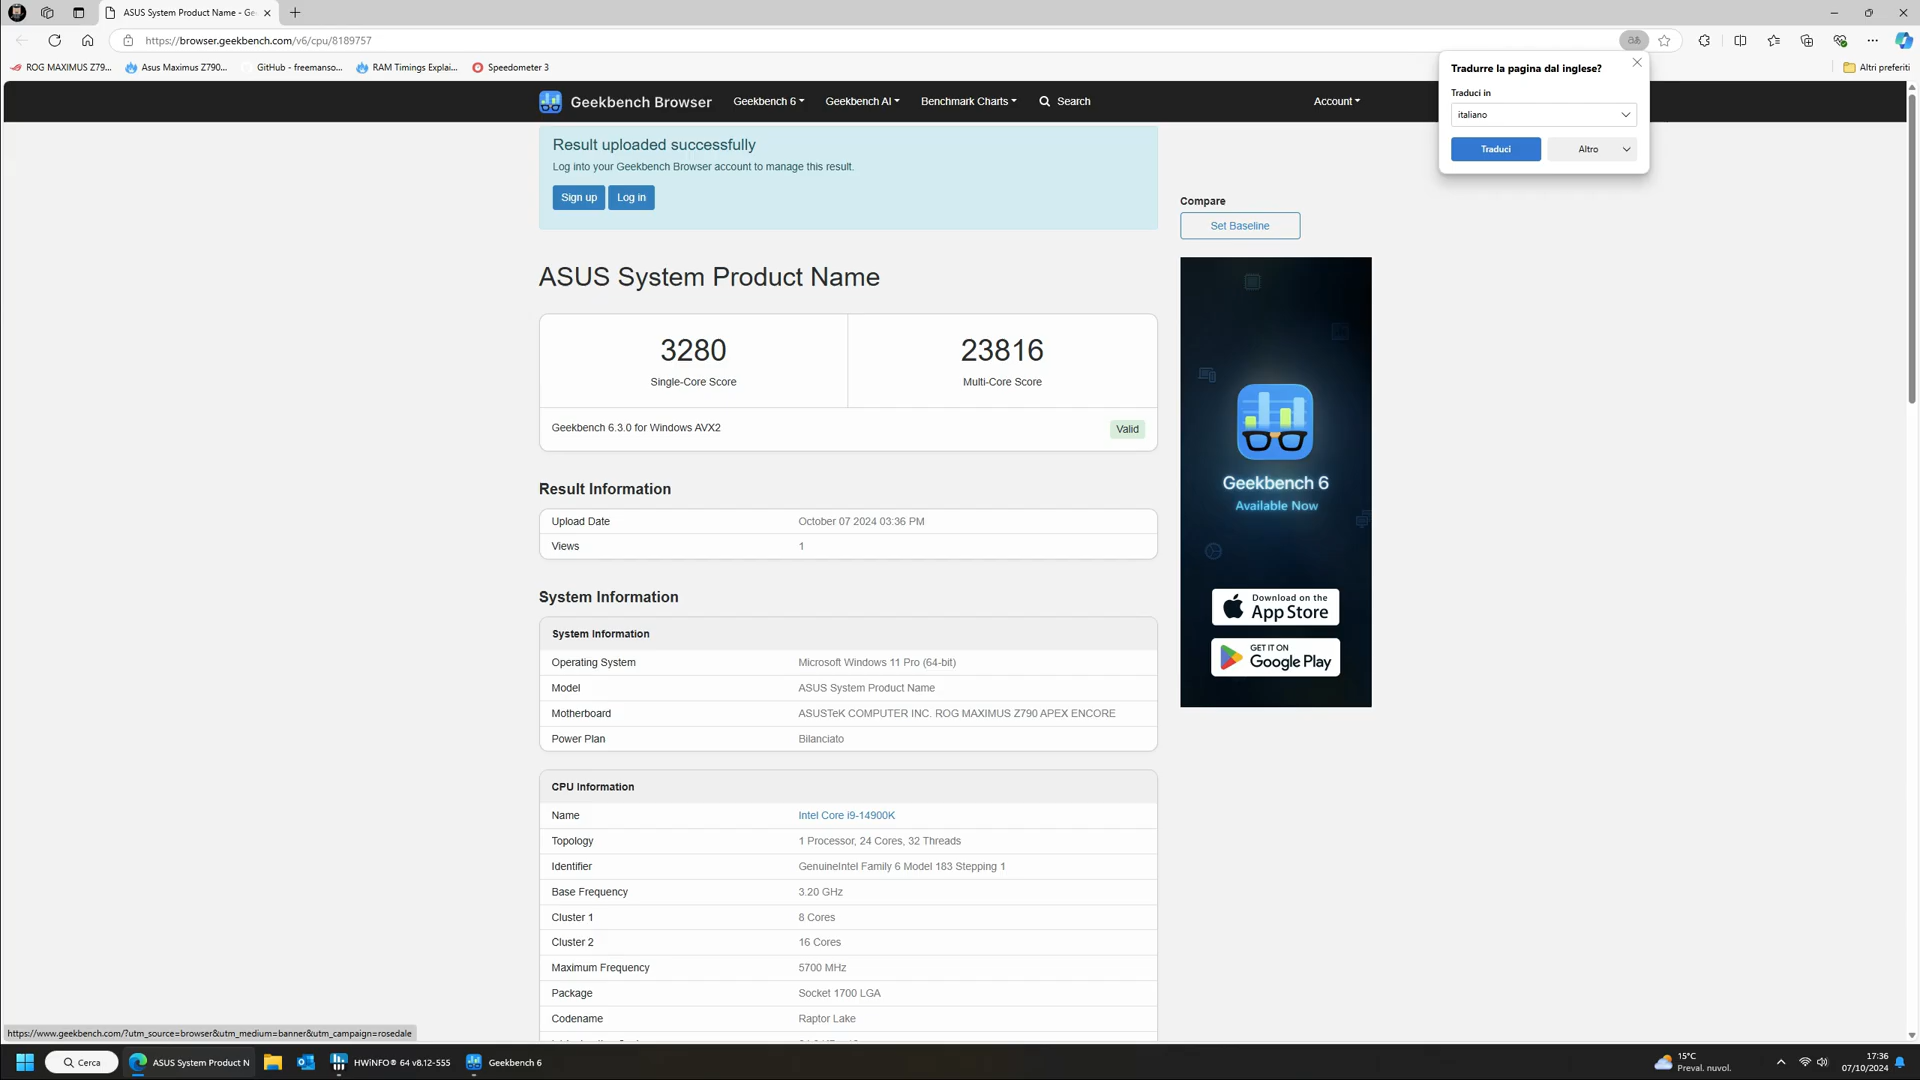 ASUS System Product Name - Ge
https://browser.geekbench.com/v6/cpu/8189757
ROG MAXIMUS Z79...
Asus Maximus Z790...
GitHub - freemanso...
RAM Timings Explai...
Speedometer 3
Altri preferiti
Geekbench Browser
Geekbench 6
Geekbench AI
Benchmark Charts
Search
Account
Tradurre la pagina dal inglese?
Traduci in
italiano
Traduci
Altro
Result uploaded successfully
Log into your Geekbench Browser account to manage this result.
Sign up
Log in
Compare
Set Baseline
ASUS System Product Name
3280
Single-Core Score
23816
Multi-Core Score
Geekbench 6.3.0 for Windows AVX2
Valid
Geekbench 6
Available Now
Download on the
App Store
GET IT ON
Google Play
Result Information
Upload Date
October 07 2024 03:36 PM
Views
1
System Information
System Information
Operating System
Microsoft Windows 11 Pro (64-bit)
Model
ASUS System Product Name
Motherboard
ASUSTeK COMPUTER INC. ROG MAXIMUS Z790 APEX ENCORE
Power Plan
Bilanciato
CPU Information
Name
Intel Core i9-14900K
Topology
1 Processor, 24 Cores, 32 Threads
Identifier
GenuineIntel Family 6 Model 183 Stepping 1
Base Frequency
3.20 GHz
Cluster 1
8 Cores
Cluster 2
16 Cores
Maximum Frequency
5700 MHz
Package
Socket 1700 LGA
Codename
Raptor Lake
https://www.geekbench.com/?utm_source=browser&utm_medium=banner&utm_campaign=rosedale
Cerca
ASUS System Product N
HWiNFO® 64 v8.12-555
Geekbench 6
15°C
Preval. nuvol.
17:36
07/10/2024